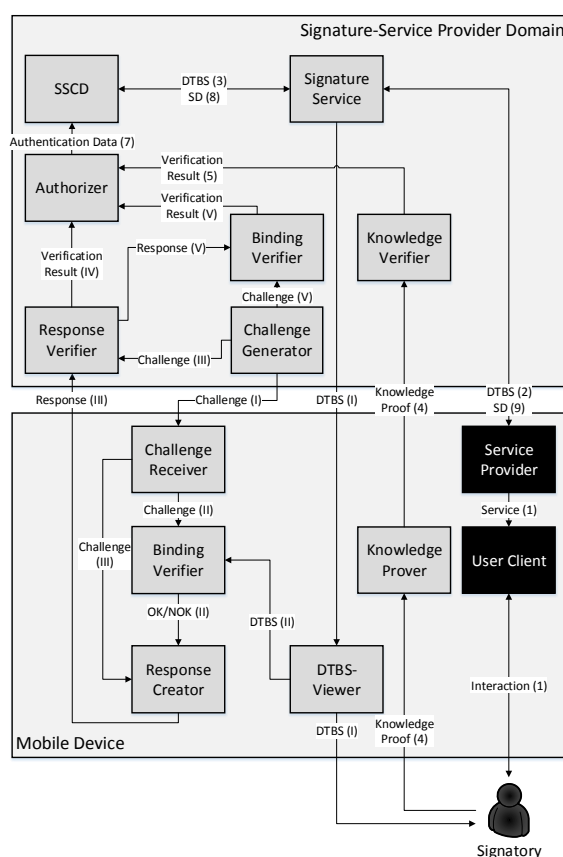 Signature-Service Provider Domain
SSCD
DTBS (3)
SD (8)
Signature
Service
Authentication Data (7)
Authorizer
Verification
Result (5)
Verification
Result (V)
Binding
Verifier
Knowledge
Verifier
Response (V)
Verification
Result (IV)
Challenge (V)
Response
Verifier
Challenge
Generator
Challenge (III)
Response (III)
Challenge (I)
DTBS (I)
Knowledge
Proof (4)
DTBS (2)
SD (9)
Challenge
Receiver
Service
Provider
Challenge (II)
Service (1)
Challenge
(III)
Binding
Verifier
Knowledge
Prover
User Client
OK/NOK (II)
DTBS (II)
Response
Creator
DTBS-
Viewer
Interaction (1)
Mobile Device
DTBS (I)
Knowledge
Proof (4)
Signatory